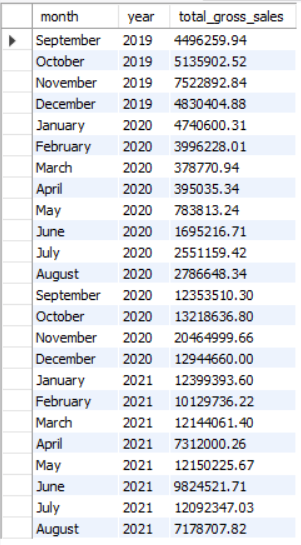 month year total_gross_sales
September 2019 4496259.94
October 2019 5135902.52
November 2019 7522892.84
December 2019 4830404.88
January 2020 4740600.31
February 2020 3996228.01
March 2020 378770.94
April 2020 395035.34
May 2020 783813.24
June 2020 1695216.71
July 2020 2551159.42
August 2020 2786648.34
September 2020 12353510.30
October 2020 13218636.80
November 2020 20464999.66
December 2020 12944660.00
January 2021 12399393.60
February 2021 10129736.22
March 2021 12144061.40
April 2021 7312000.26
May 2021 12150225.67
June 2021 9824521.71
July 2021 12092347.03
August 2021 7178707.82